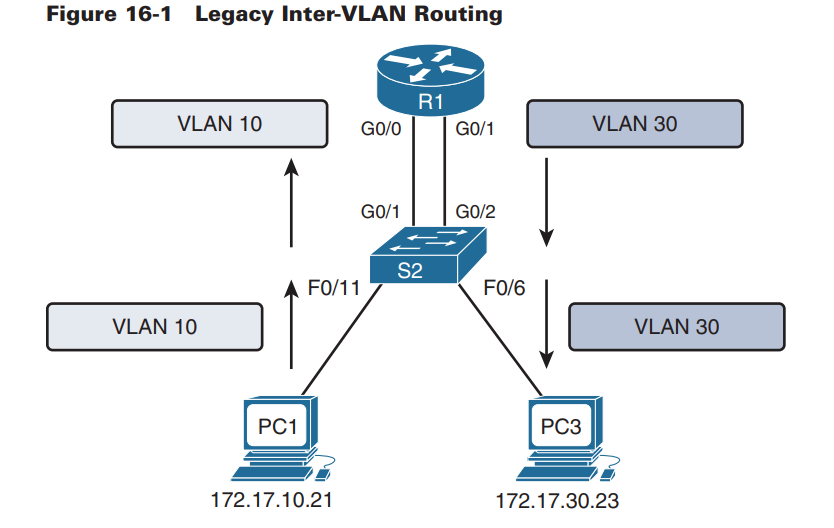 Figure 16-1 Legacy Inter-VLAN Routing
R1
VLAN 10
G0/0
G0/1
VLAN 30
G0/1
G0/2
S2
F0/11
F0/6
VLAN 10
VLAN 30
PC1
PC3
172.17.10.21
172.17.30.23